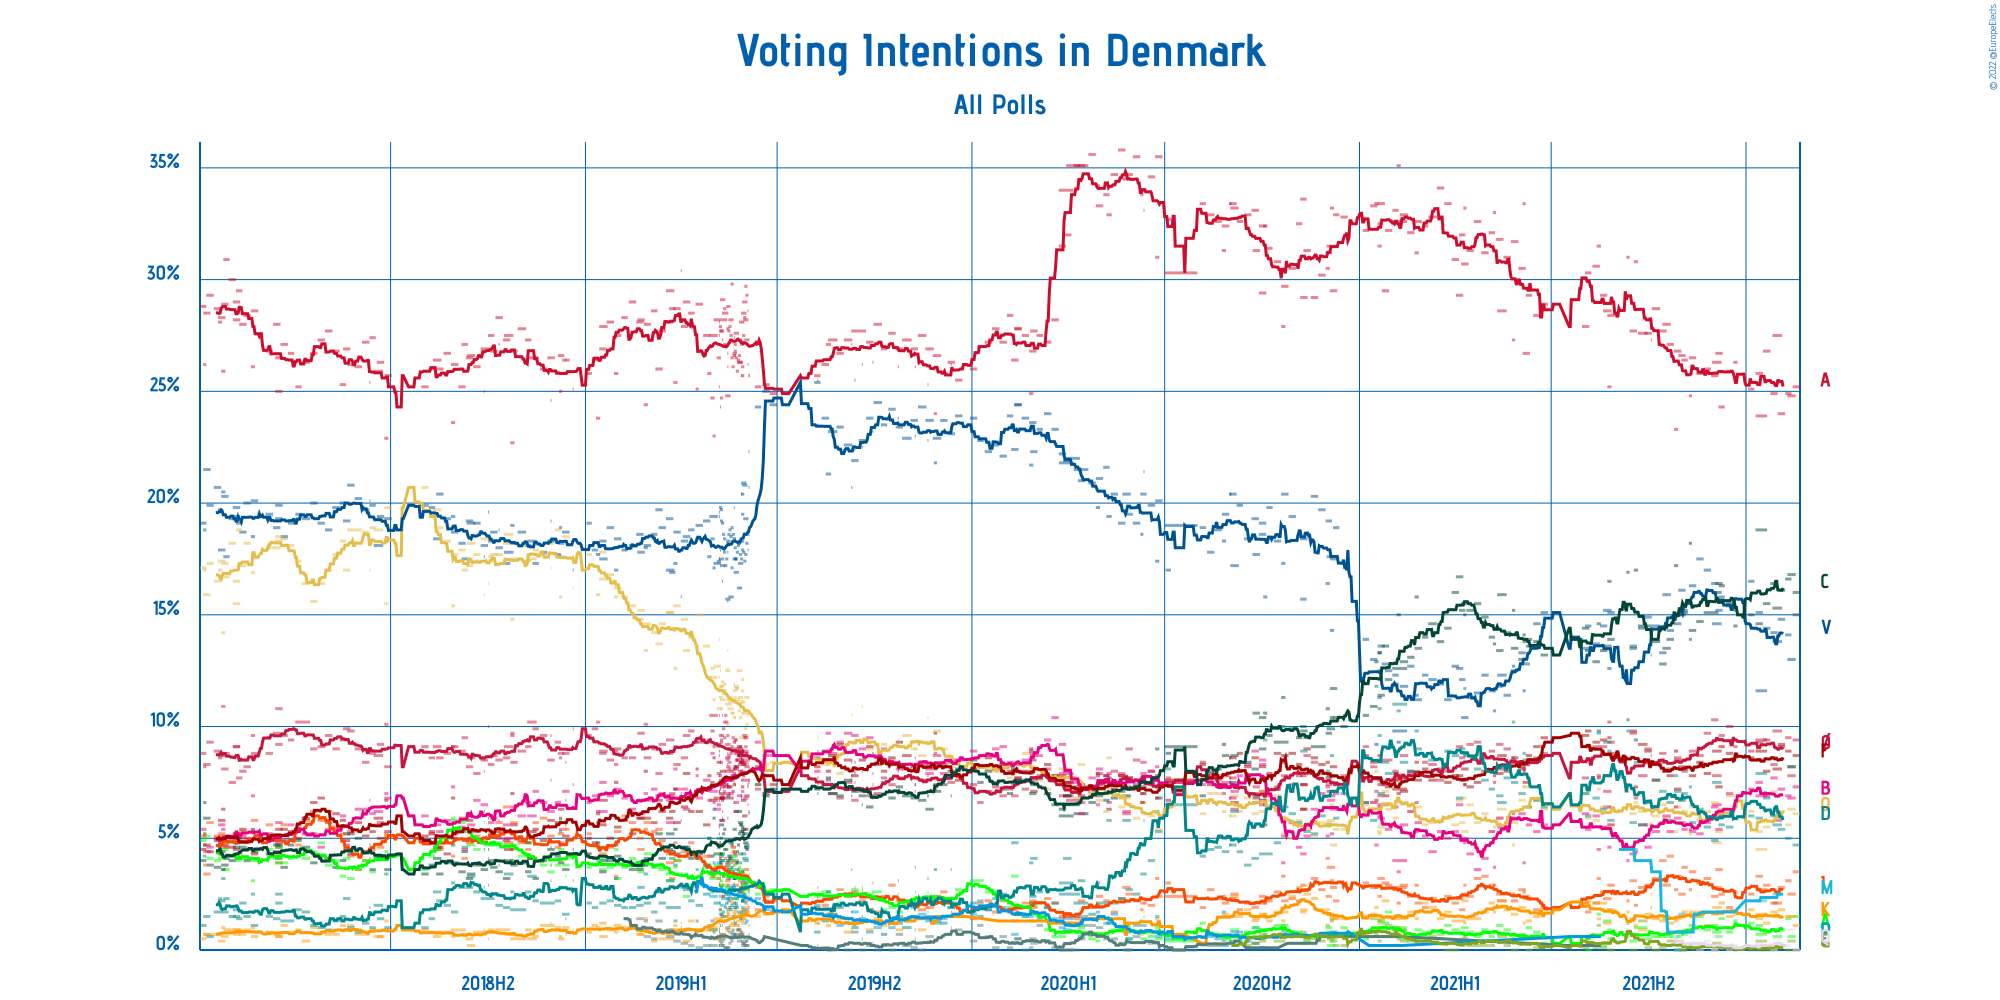 © 2022 @EuropeElects
Voting Intentions in Denmark
All Polls
35%
30%
25%
20%
15%
10%
5%
0%
A
C
V
Ø
F
B
O
D
I
M
K
Å
2018H2 2019H1 2019H2 2020H1 2020H2 2021H1 2021H2